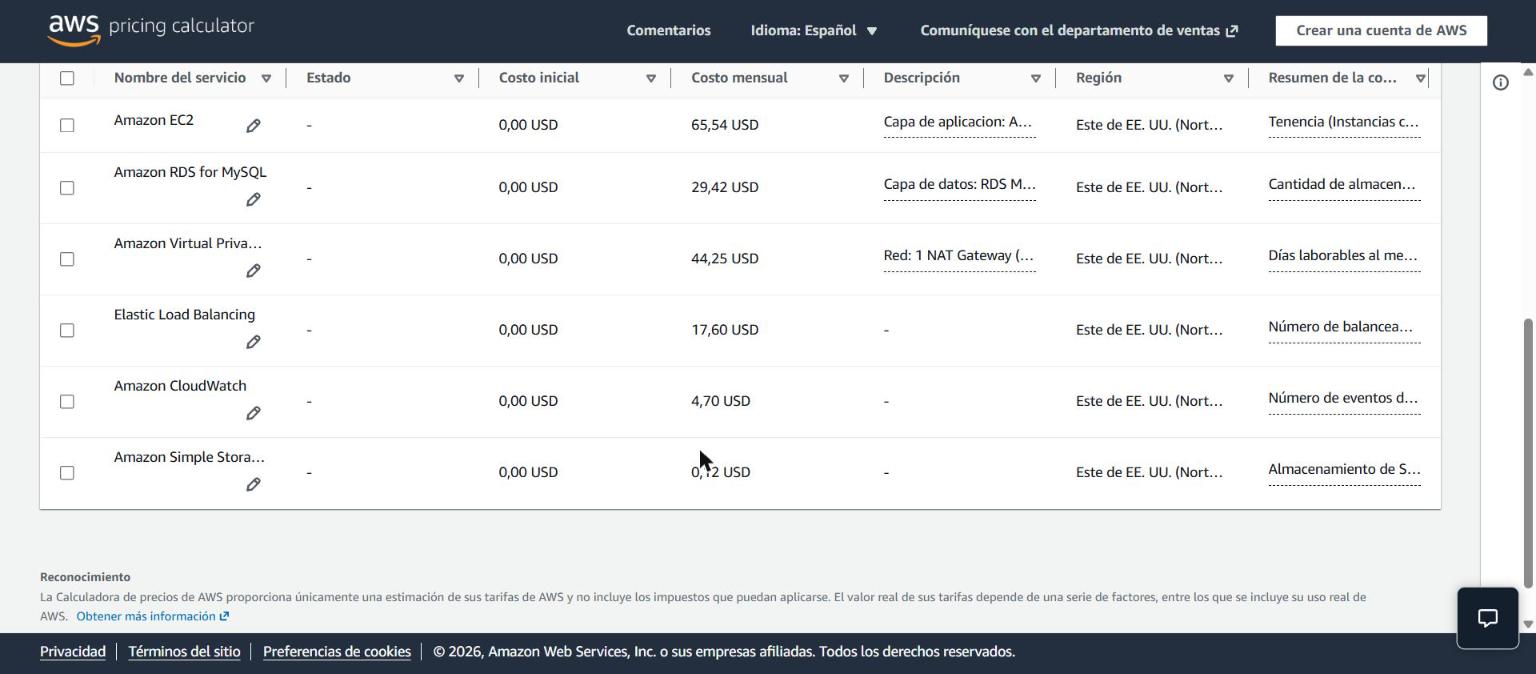 aws pricing calculator
Comentarios Idioma: Español Comuníquese con el departamento de ventas Crear una cuenta de AWS
Nombre del servicio Estado Costo inicial Costo mensual Descripción Región Resumen de la co...
Amazon EC2 - 0,00 USD 65,54 USD Capa de aplicacion: A... Este de EE. UU. (Nort... Tenencia (Instancias c...
Amazon RDS for MySQL - 0,00 USD 29,42 USD Capa de datos: RDS M... Este de EE. UU. (Nort... Cantidad de almacen...
Amazon Virtual Priva... - 0,00 USD 44,25 USD Red: 1 NAT Gateway (... Este de EE. UU. (Nort... Días laborables al me...
Elastic Load Balancing - 0,00 USD 17,60 USD - Este de EE. UU. (Nort... Número de balancea...
Amazon CloudWatch - 0,00 USD 4,70 USD - Este de EE. UU. (Nort... Número de eventos d...
Amazon Simple Stora... - 0,00 USD 0,12 USD - Este de EE. UU. (Nort... Almacenamiento de S...
Reconocimiento
La Calculadora de precios de AWS proporciona únicamente una estimación de sus tarifas de AWS y no incluye los impuestos que puedan aplicarse. El valor real de sus tarifas depende de una serie de factores, entre los que se incluye su uso real de
AWS. Obtener más información
Privacidad Términos del sitio Preferencias de cookies © 2026, Amazon Web Services, Inc. o sus empresas afiliadas. Todos los derechos reservados.